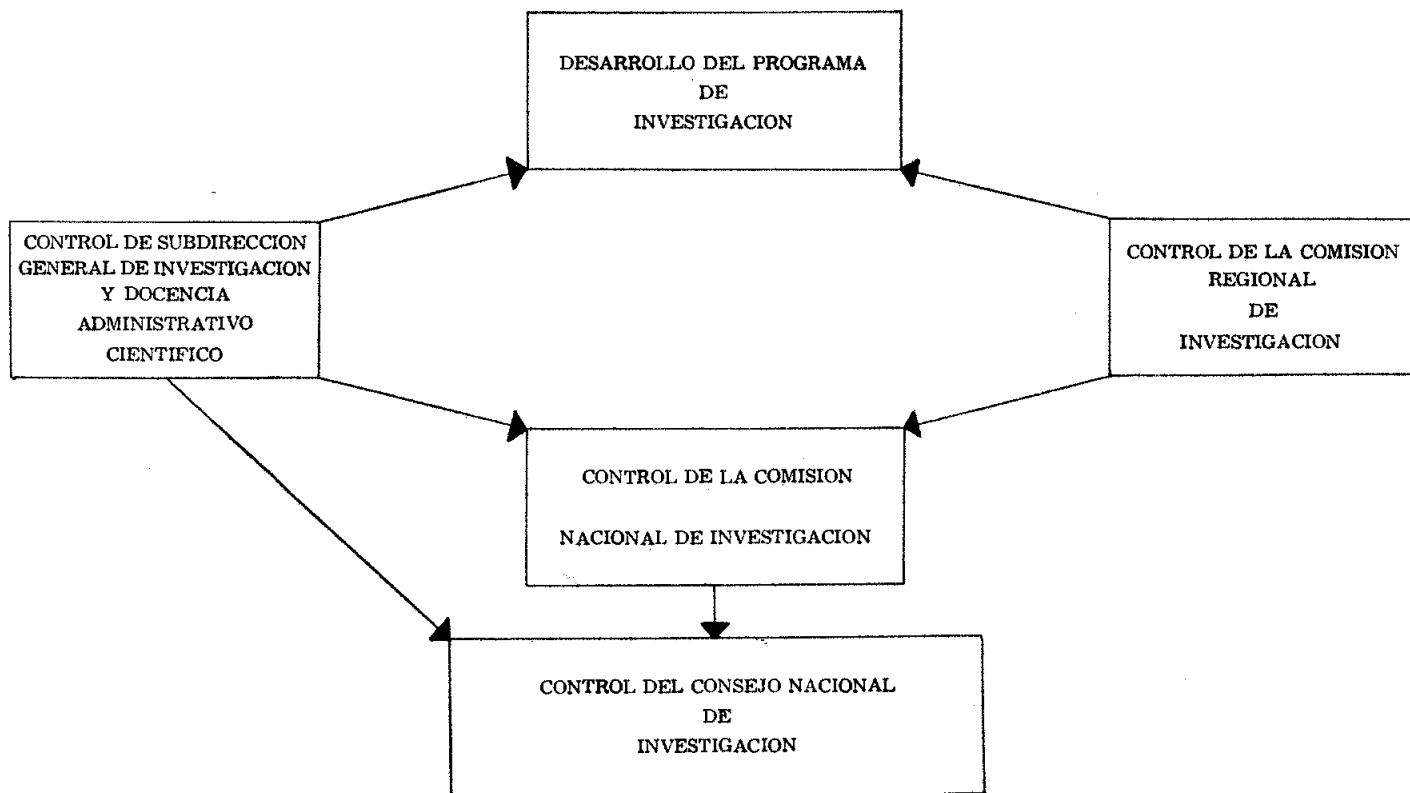 DESARROLLO DEL PROGRAMA
DE
INVESTIGACION
CONTROL DE SUBDIRECCION
GENERAL DE INVESTIGACION
Y DOCENCIA
ADMINISTRATIVO
CIENTIFICO
CONTROL DE LA COMISION
REGIONAL
DE
INVESTIGACION
CONTROL DE LA COMISION
NACIONAL DE INVESTIGACION
CONTROL DEL CONSEJO NACIONAL
DE
INVESTIGACION